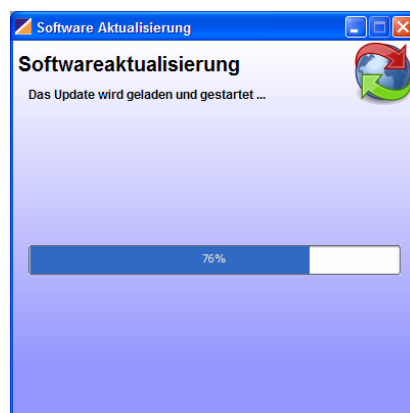 Software Aktualisierung
Softwareaktualisierung
Das Update wird geladen und gestartet ...
76%